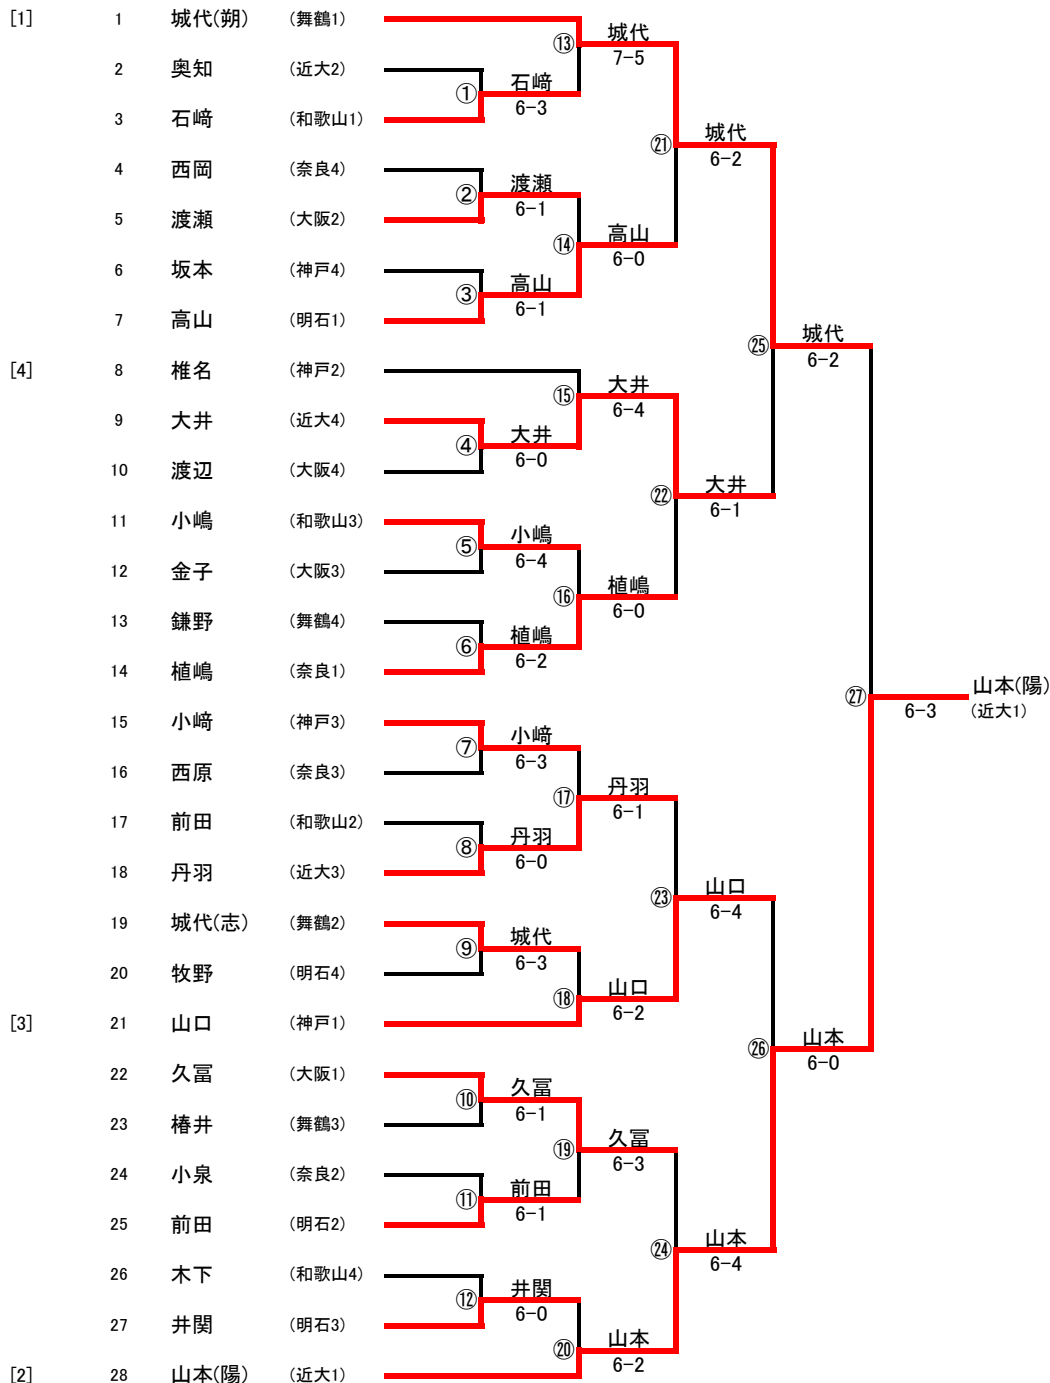 [1] 1 城代(朔) (舞鶴1)
⑬ 城代
7-5
2 奥知 (近大2)
① 石﨑
6-3
3 石﨑 (和歌山1)
㉑ 城代
6-2
4 西岡 (奈良4)
② 渡瀬
6-1
5 渡瀬 (大阪2)
⑭ 高山
6-0
6 坂本 (神戸4)
③ 高山
6-1
7 高山 (明石1)
㉕ 城代
6-2
[4] 8 椎名 (神戸2)
⑮ 大井
6-4
9 大井 (近大4)
④ 大井
6-0
10 渡辺 (大阪4)
㉒ 大井
6-1
11 小嶋 (和歌山3)
⑤ 小嶋
6-4
12 金子 (大阪3)
⑯ 植嶋
6-0
13 鎌野 (舞鶴4)
⑥ 植嶋
6-2
14 植嶋 (奈良1)
㉗ 山本(陽)
6-3 (近大1)
15 小﨑 (神戸3)
⑦ 小﨑
6-3
16 西原 (奈良3)
⑰ 丹羽
6-1
17 前田 (和歌山2)
⑧ 丹羽
6-0
18 丹羽 (近大3)
㉓ 山口
6-4
19 城代(志) (舞鶴2)
⑨ 城代
6-3
20 牧野 (明石4)
⑱ 山口
6-2
[3] 21 山口 (神戸1)
㉖ 山本
6-0
22 久冨 (大阪1)
⑩ 久冨
6-1
23 椿井 (舞鶴3)
⑲ 久冨
6-3
24 小泉 (奈良2)
⑪ 前田
6-1
25 前田 (明石2)
㉔ 山本
6-4
26 木下 (和歌山4)
⑫ 井関
6-0
27 井関 (明石3)
⑳ 山本
6-2
[2] 28 山本(陽) (近大1)